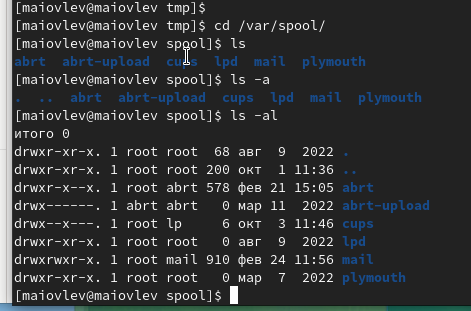 [maiovlev@maiovlev tmp]$
[maiovlev@maiovlev tmp]$ cd /var/spool/
[maiovlev@maiovlev spool]$ ls
abrt  abrt-upload  cups  lpd  mail  plymouth
[maiovlev@maiovlev spool]$ ls -a
.  ..  abrt  abrt-upload  cups  lpd  mail  plymouth
[maiovlev@maiovlev spool]$ ls -al
итого 0
drwxr-xr-x. 1 root root  68 авг  9  2022 .
drwxr-xr-x. 1 root root 200 окт  1 11:36 ..
drwxr-x--x. 1 root abrt 578 фев 21 15:05 abrt
drwx------. 1 abrt abrt   0 мар 11  2022 abrt-upload
drwx--x---. 1 root lp     6 окт  3 11:46 cups
drwxr-xr-x. 1 root root   0 авг  9  2022 lpd
drwxrwxr-x. 1 root mail 910 фев 24 11:56 mail
drwxr-xr-x. 1 root root   0 мар  7  2022 plymouth
[maiovlev@maiovlev spool]$